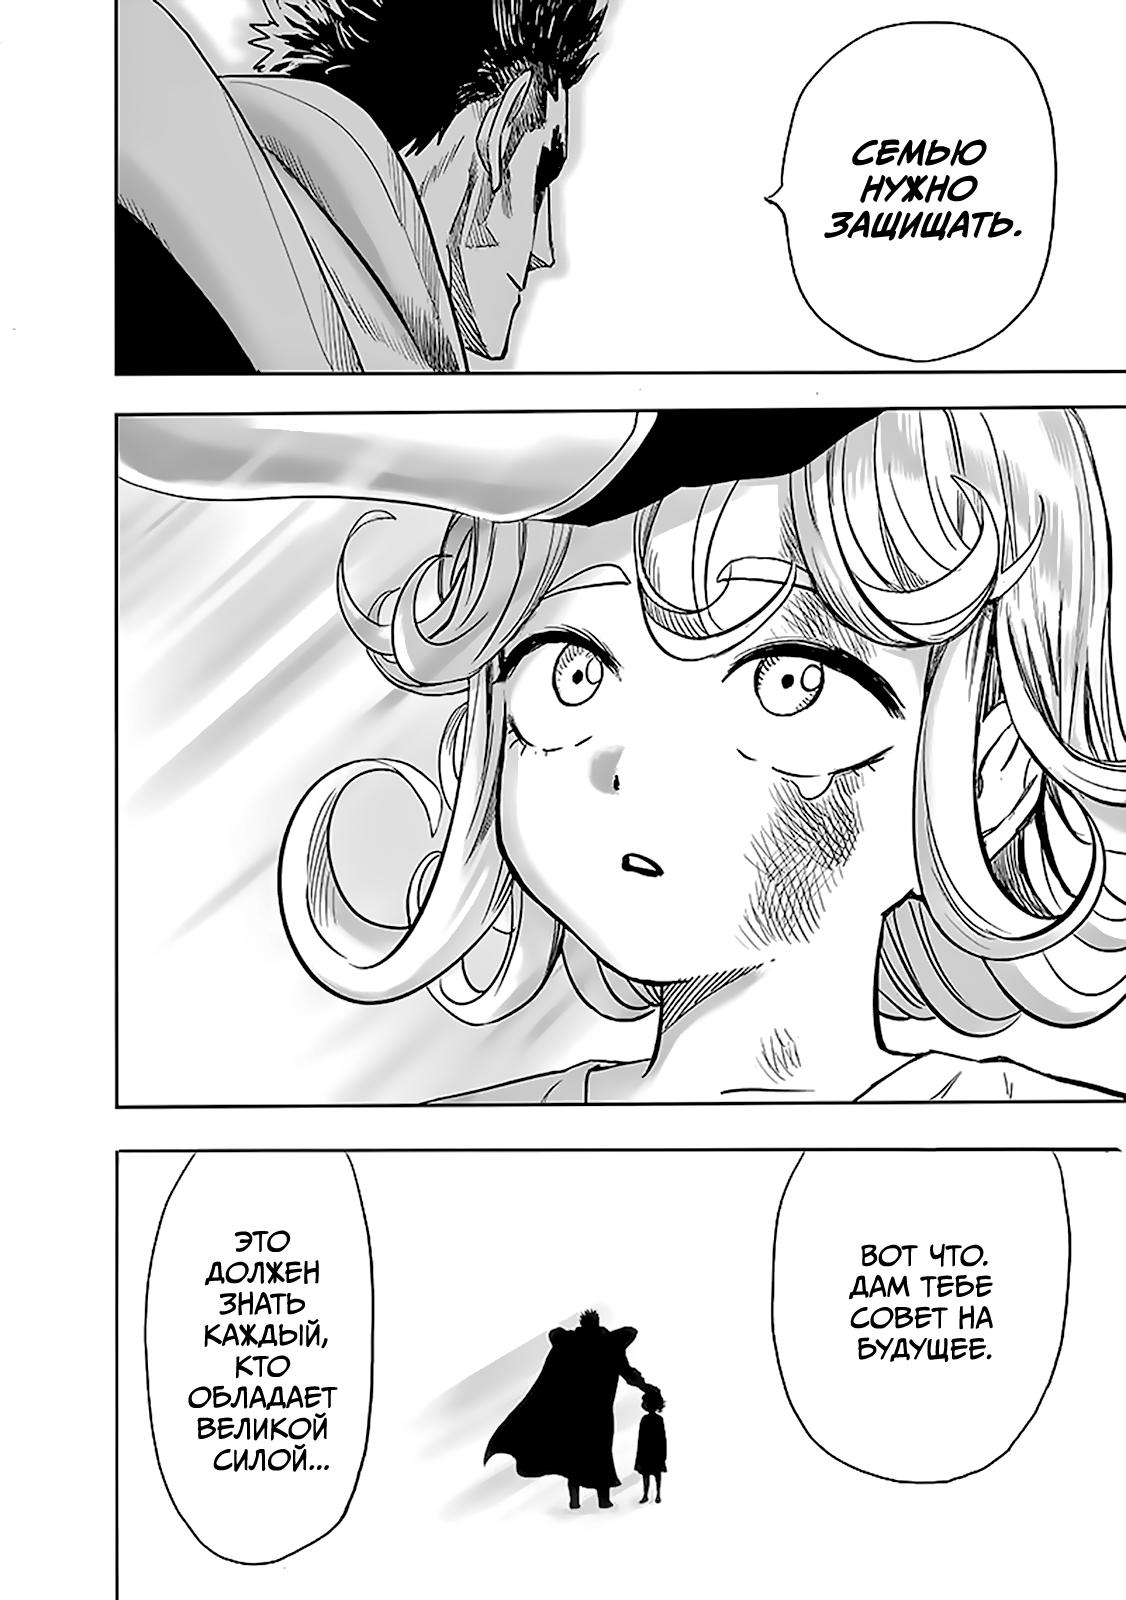 СЕМЬЮ
НУЖНО
ЗАЩИЩАТЬ.
ВОТ ЧТО.
ДАМ ТЕБЕ
СОВЕТ НА
БУДУЩЕЕ.
ЭТО
ДОЛЖЕН
ЗНАТЬ
КАЖДЫЙ,
КТО
ОБЛАДАЕТ
ВЕЛИКОЙ
СИЛОЙ...